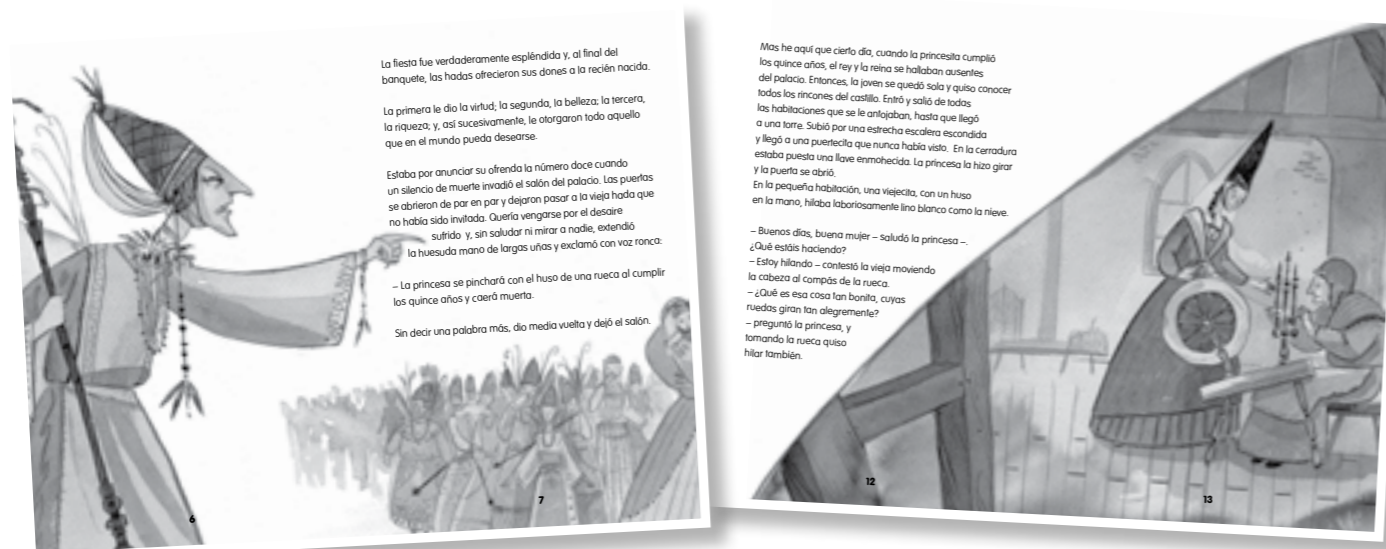 La fiesta fue verdaderamente espléndida y, al final del
banquete, las hadas ofrecieron sus dones a la recién nacida.
La primera le dio la virtud; la segunda, la belleza; la tercera,
la riqueza; y, así sucesivamente, le otorgaron todo aquello
que en el mundo pueda desearse.
Estaba por anunciar su ofrenda la número doce cuando
un silencio de muerte invadió el salón del palacio. Las puertas
se abrieron de par en par y dejaron pasar a la vieja hada que
no había sido invitada. Quería vengarse por el desaire
sufrido y, sin saludar ni mirar a nadie, extendió
la huesuda mano de largas uñas y exclamó con voz ronca:
– La princesa se pinchará con el huso de una rueca al cumplir
los quince años y caerá muerta.
Sin decir una palabra más, dio media vuelta y dejó el salón.
6
7
Mas he aquí que cierto día, cuando la princesita cumplió
los quince años, el rey y la reina se hallaban ausentes
del palacio. Entonces, la joven se quedó sola y quiso conocer
todos los rincones del castillo. Entró y salió de todas
las habitaciones que se le antojaban, hasta que llegó
a una torre. Subió por una estrecha escalera escondida
y llegó a una puertecita que nunca había visto. En la cerradura
estaba puesta una llave enmohecida. La princesa la hizo girar
y la puerta se abrió.
En la pequeña habitación, una viejecita, con un huso
en la mano, hilaba laboriosamente lino blanco como la nieve.
– Buenos días, buena mujer – saludó la princesa –.
¿Qué estáis haciendo?
– Estoy hilando – contestó la vieja moviendo
la cabeza al compás de la rueca.
– ¿Qué es esa cosa tan bonita, cuyas
ruedas giran tan alegremente?
– preguntó la princesa, y
tomando la rueca quiso
hilar también.
12
13